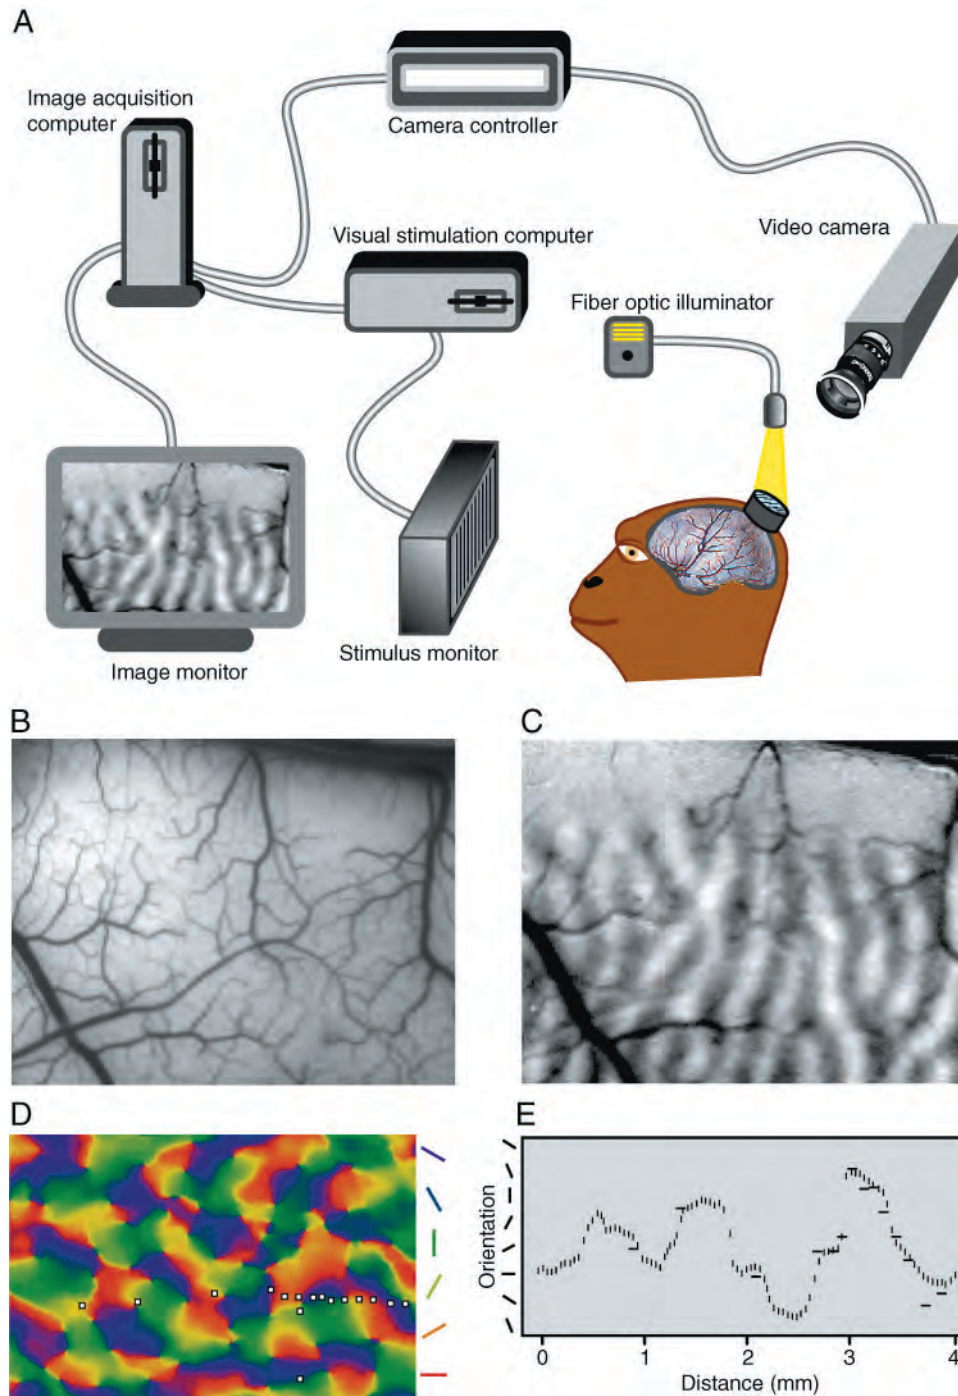 A
Image acquisition
computer
Camera controller
Visual stimulation computer
Video camera
Fiber optic illuminator
Image monitor
Stimulus monitor
B
C
D
E
Orientation
0 1 2 3 4
Distance (mm)